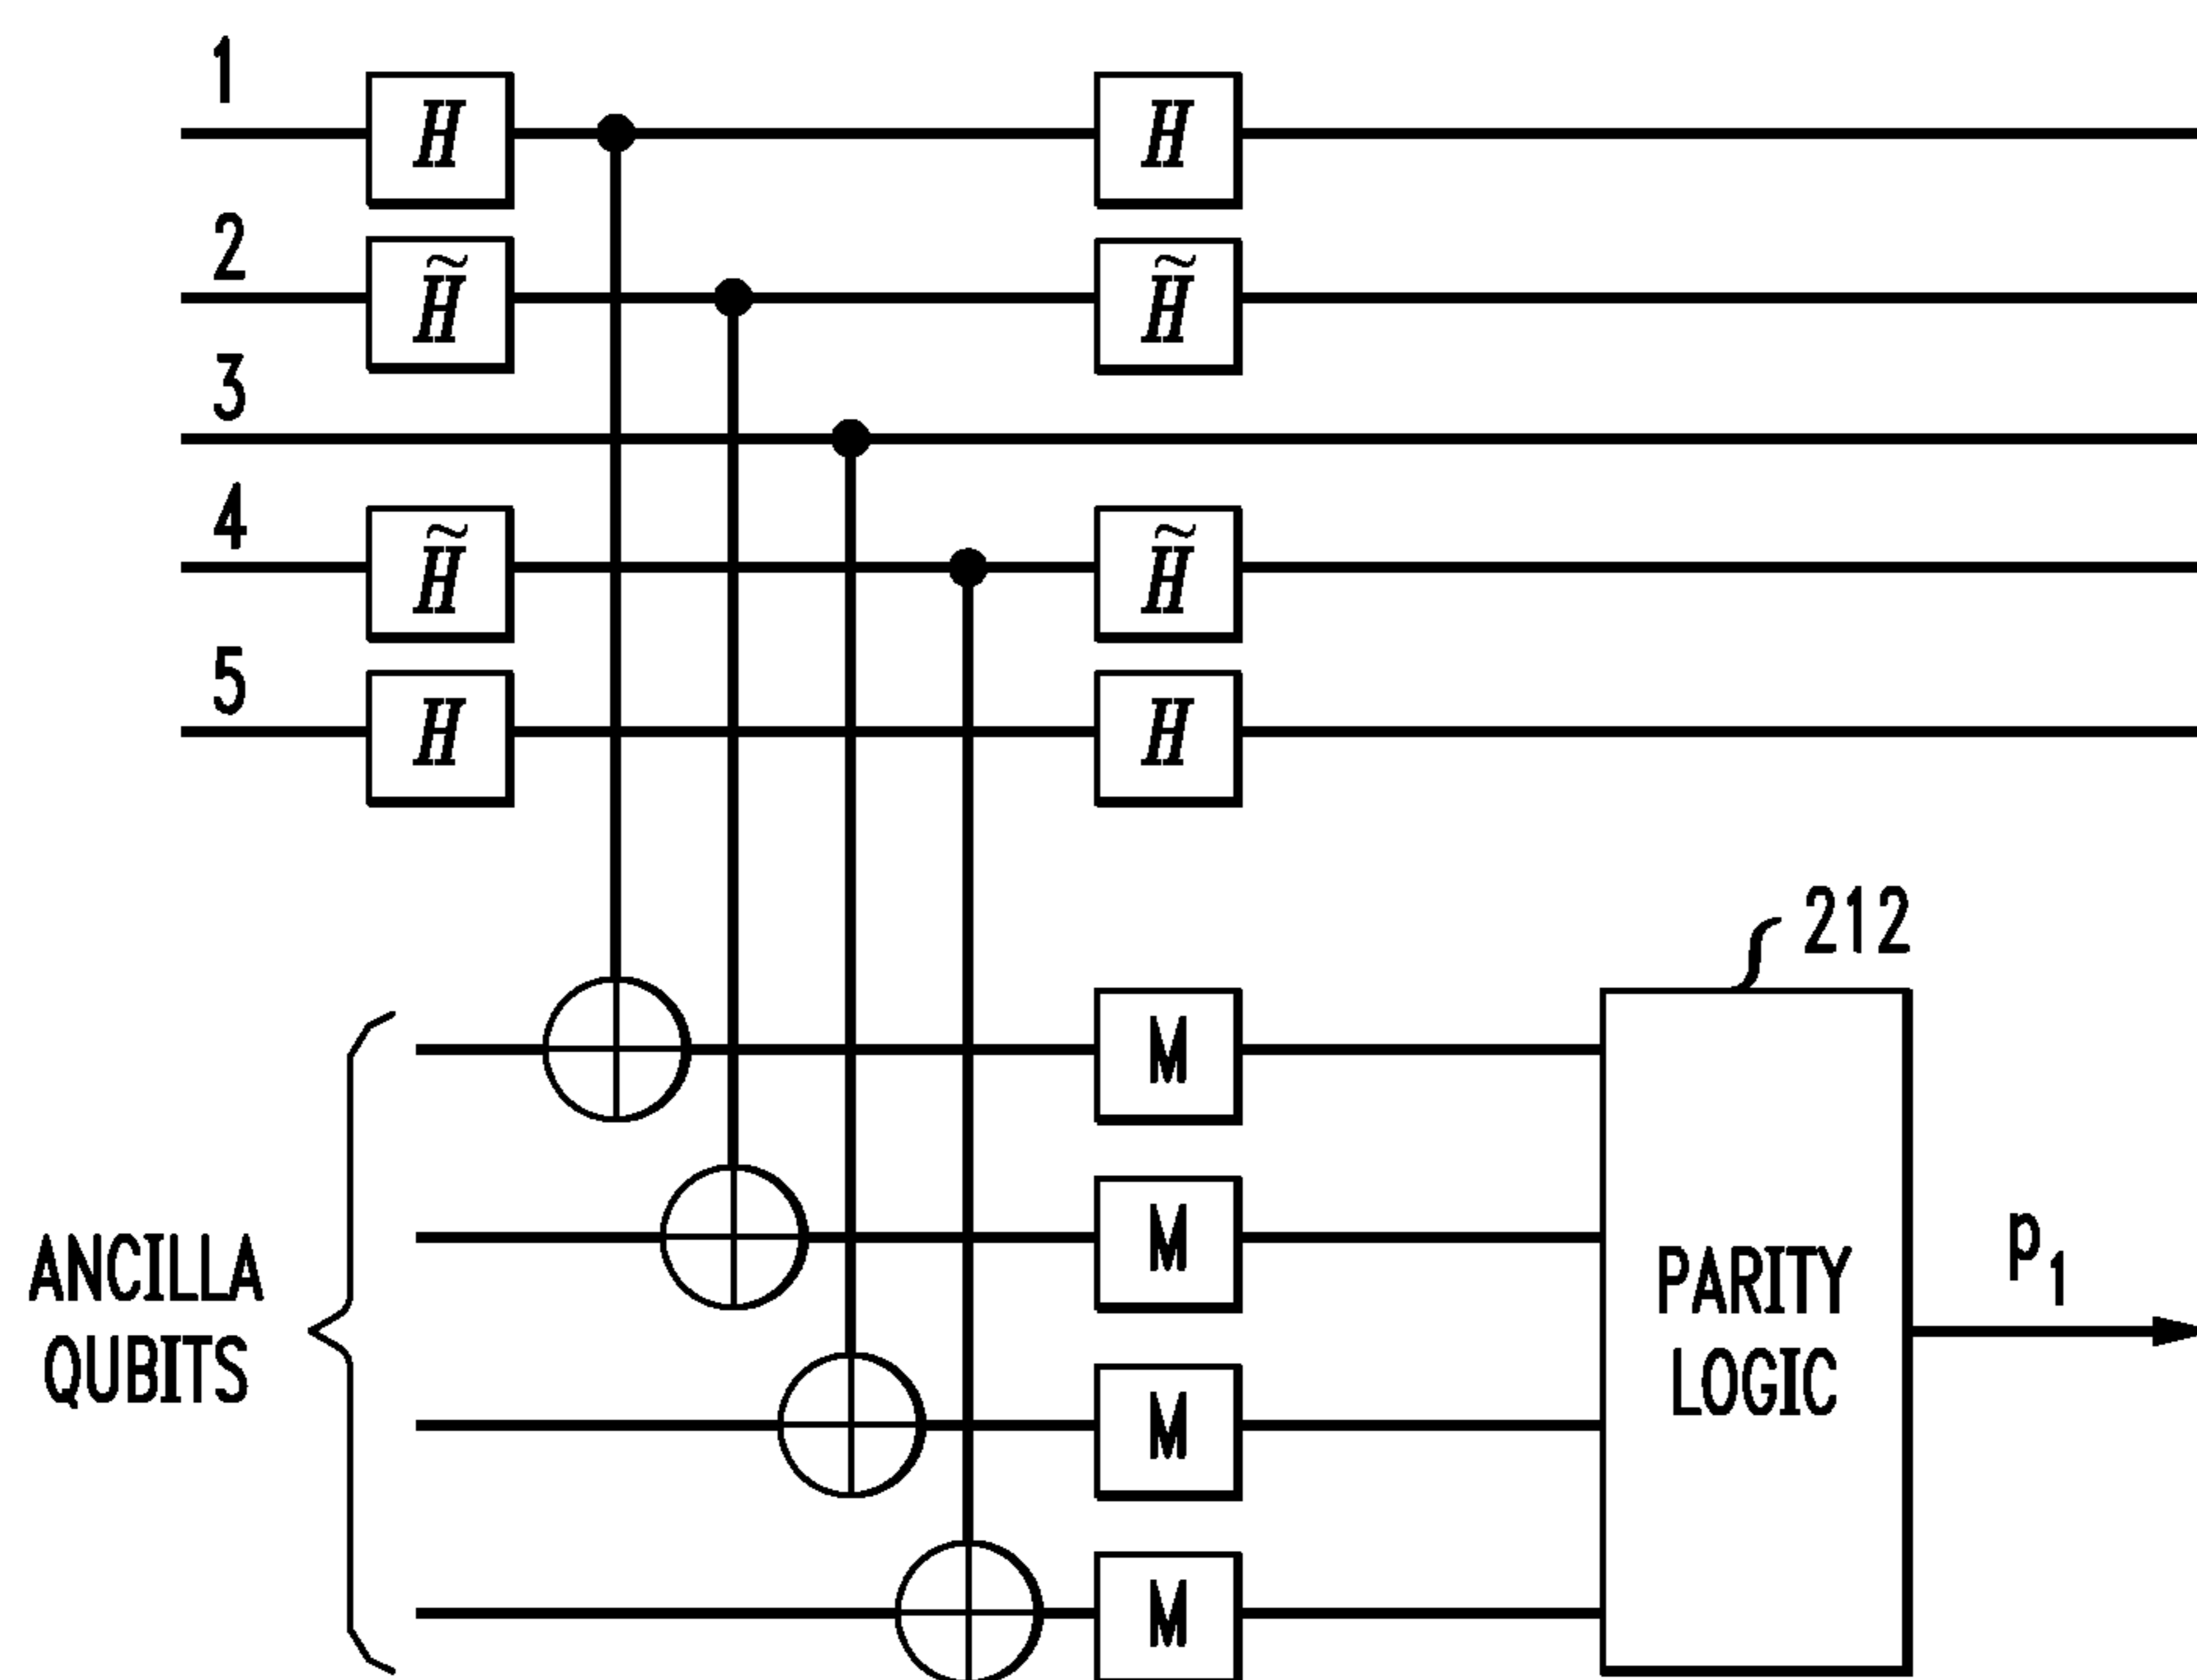 1
H H
2
H̃ H̃
3
4
H̃ H̃
5
H H
212
M
M
ANCILLA
QUBITS
PARITY
LOGIC
p1
M
M